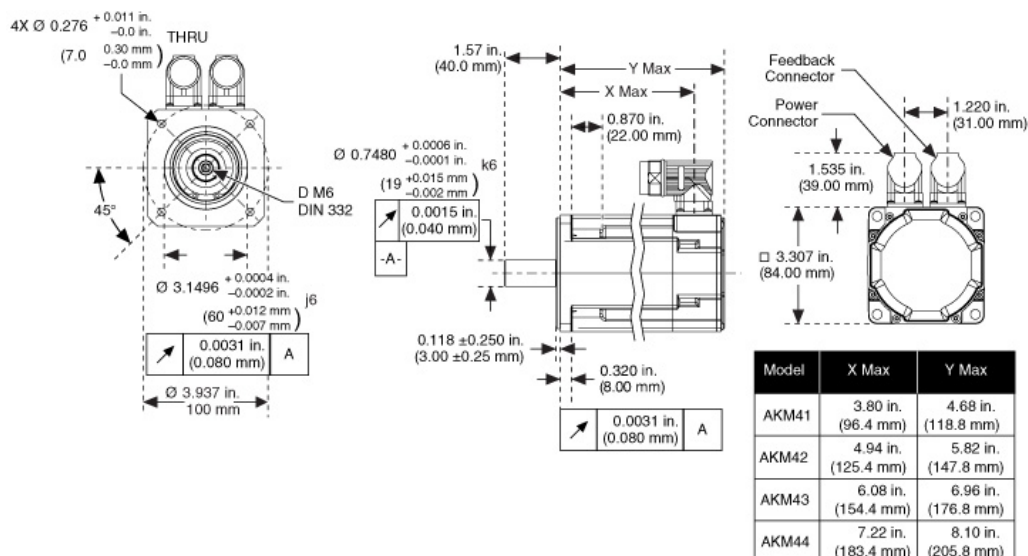 4X Ø 0.276 + 0.011 in.
–0.0 in.
THRU
(7.0 0.30 mm
–0.0 mm )
45°
D M6
DIN 332
Ø 3.1496 + 0.0004 in.
–0.0002 in.
(60 +0.012 mm
–0.007 mm ) j6
0.0031 in.
(0.080 mm)
A
Ø 3.937 in.
100 mm
1.57 in.
(40.0 mm)
Y Max
X Max
0.870 in.
(22.00 mm)
Ø 0.7480 + 0.0006 in.
–0.0001 in.
(19 +0.015 mm
–0.002 mm ) k6
0.0015 in.
(0.040 mm)
-A-
0.118 ±0.250 in.
(3.00 ±0.25 mm)
0.320 in.
(8.00 mm)
0.0031 in.
(0.080 mm)
A
Feedback
Connector
Power
Connector
1.220 in.
(31.00 mm)
1.535 in.
(39.00 mm)
□ 3.307 in.
(84.00 mm)
Model X Max Y Max
AKM41 3.80 in. 4.68 in.
(96.4 mm) (118.8 mm)
AKM42 4.94 in. 5.82 in.
(125.4 mm) (147.8 mm)
AKM43 6.08 in. 6.96 in.
(154.4 mm) (176.8 mm)
AKM44 7.22 in. 8.10 in.
(183.4 mm) (205.8 mm)